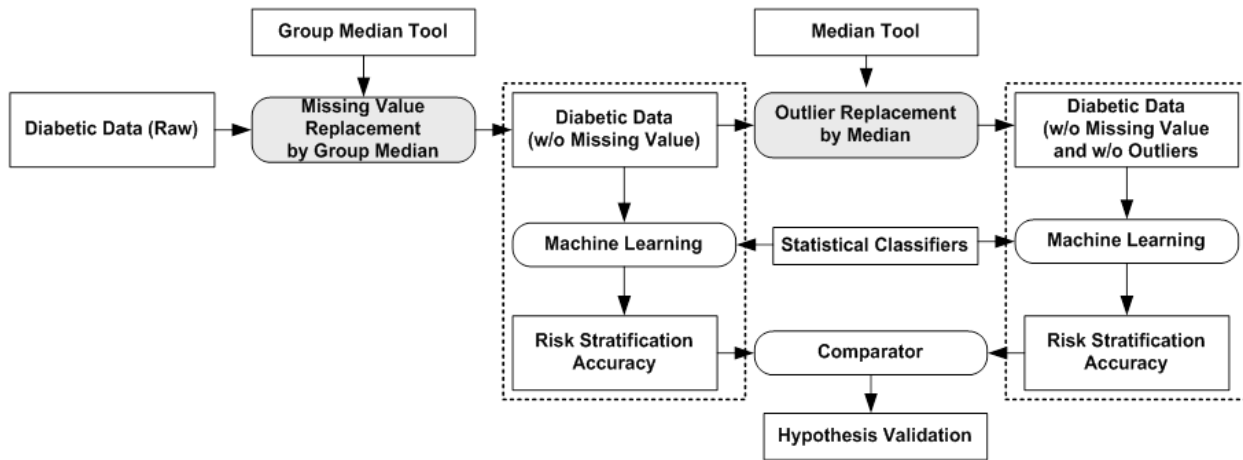 Group Median Tool
Median Tool
Diabetic Data (Raw)
Missing Value
Replacement
by Group Median
Diabetic Data
(w/o Missing Value)
Outlier Replacement
by Median
Diabetic Data
(w/o Missing Value
and w/o Outliers
Machine Learning
Statistical Classifiers
Machine Learning
Risk Stratification
Accuracy
Comparator
Risk Stratification
Accuracy
Hypothesis Validation